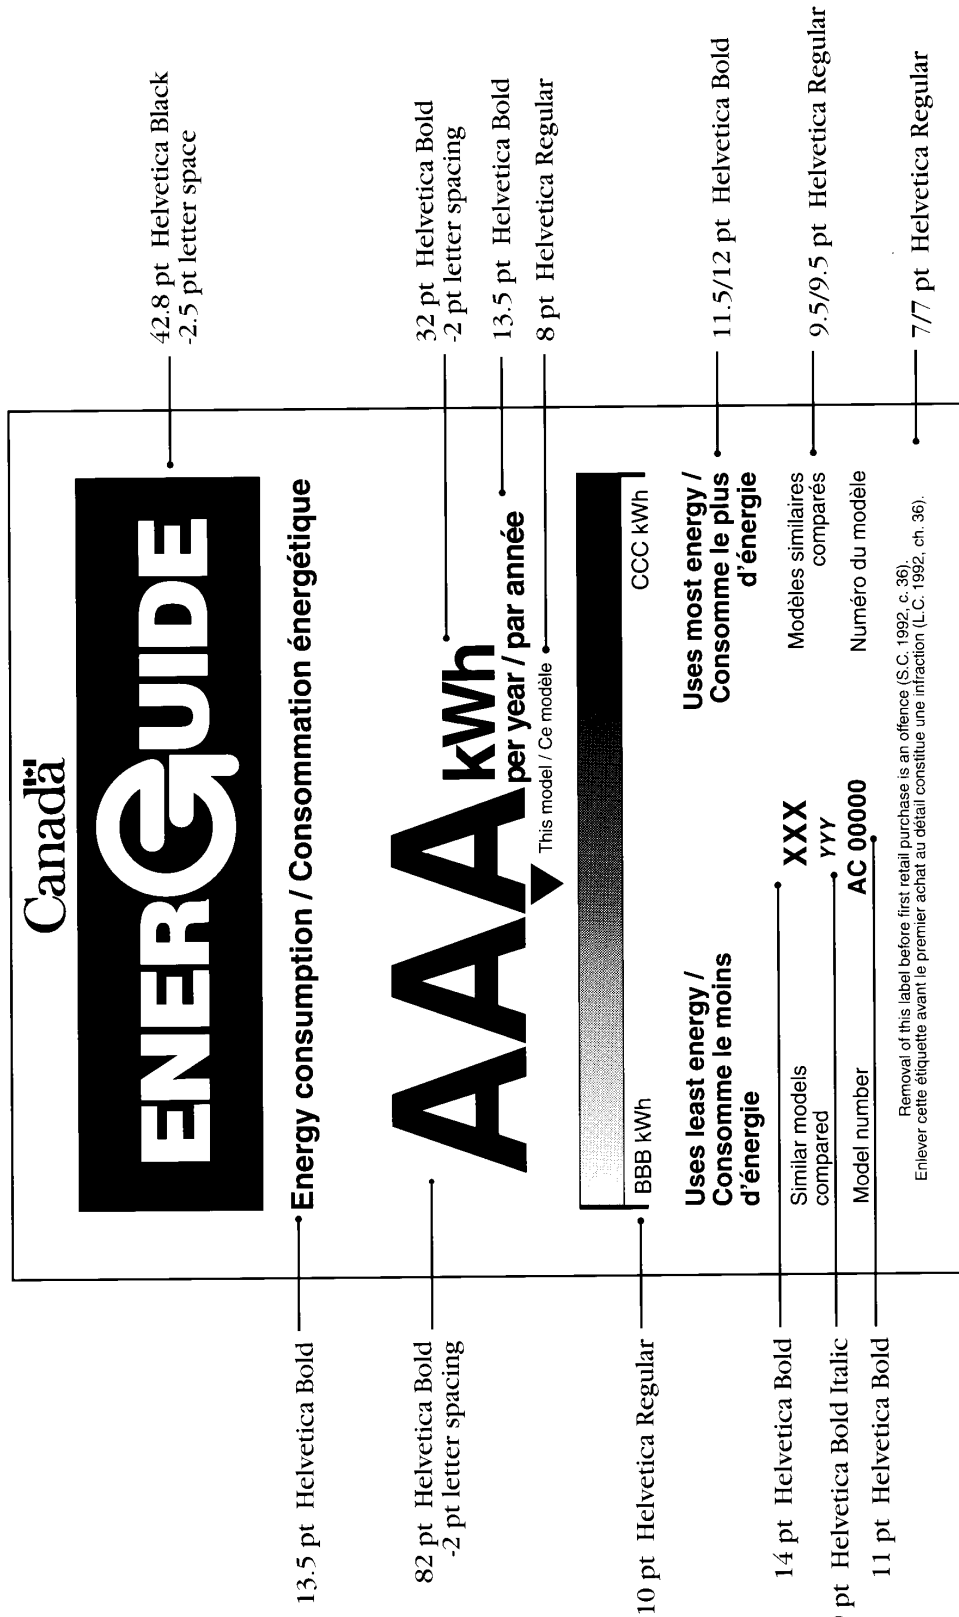 Canada
ENERGUIDE
42.8 pt Helvetica Black
-2.5 pt letter space
13.5 pt Helvetica Bold
Energy consumption / Consommation énergétique
82 pt Helvetica Bold
-2 pt letter spacing
AAA kWh
32 pt Helvetica Bold
-2 pt letter spacing
per year / par année
13.5 pt Helvetica Bold
This model / Ce modèle
8 pt Helvetica Regular
10 pt Helvetica Regular
BBB kWh
CCC kWh
Uses least energy /
Consomme le moins
d'énergie
Uses most energy /
Consomme le plus
d'énergie
11.5/12 pt Helvetica Bold
14 pt Helvetica Bold
Similar models
compared
XXX
YYY
Modèles similaires
comparés
9.5/9.5 pt Helvetica Regular
pt Helvetica Bold Italic
Model number
AC 00000
Numéro du modèle
11 pt Helvetica Bold
Removal of this label before first retail purchase is an offence (S.C. 1992, c. 36).
Enlever cette étiquette avant le premier achat au détail constitue une infraction (L.C. 1992, ch. 36).
7/7 pt Helvetica Regular